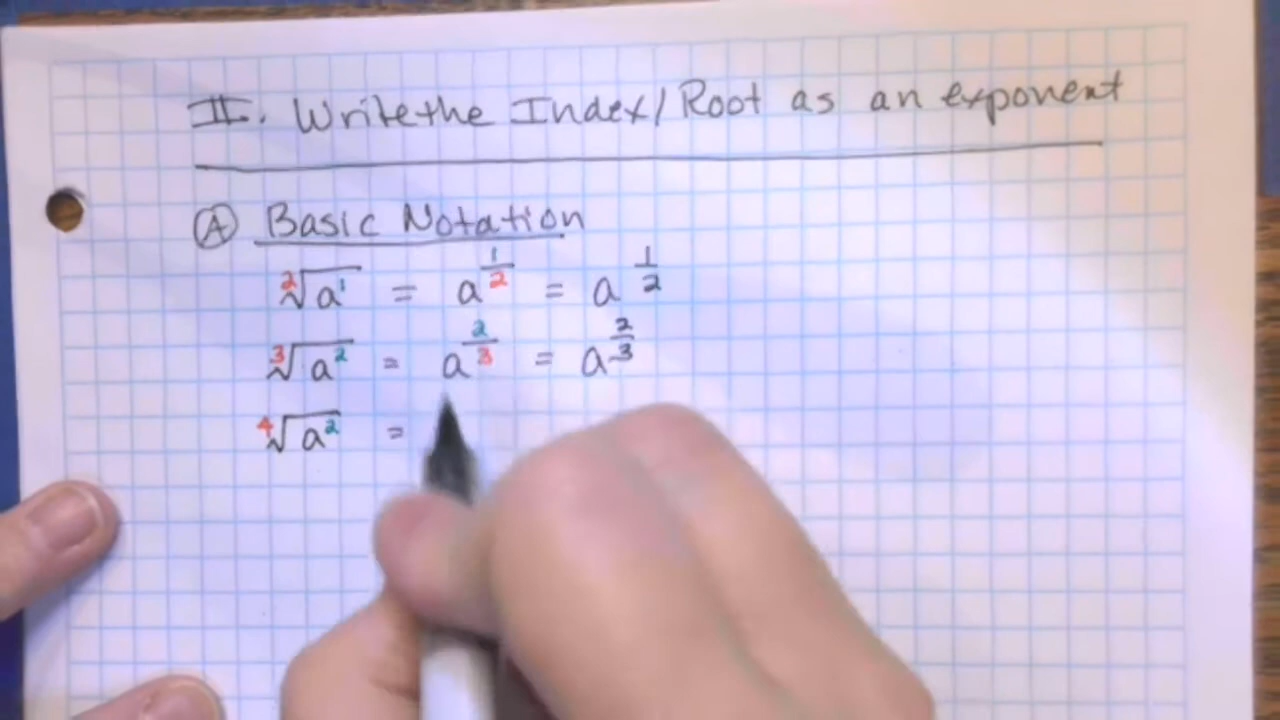 II. Write the Index/Root as an exponent
A Basic Notation
²√a¹ = a^(1/2) = a^(1/2)
³√a² = a^(2/3) = a^(2/3)
⁴√a² =